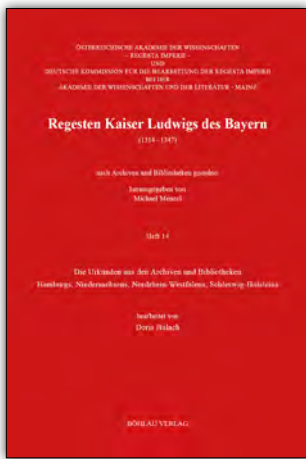 ÖSTERREICHISCHE AKADEMIE DER WISSENSCHAFTEN
– REGESTA IMPERII –
UND
DEUTSCHE KOMMISSION FÜR DIE BEARBEITUNG DER REGESTA IMPERII
BEI DER
AKADEMIE DER WISSENSCHAFTEN UND DER LITERATUR · MAINZ
Regesten Kaiser Ludwigs des Bayern
(1314 – 1347)
nach Archiven und Bibliotheken geordnet
herausgegeben von
Michael Menzel
Heft 14
Die Urkunden aus den Archiven und Bibliotheken
Hamburgs, Niedersachsens, Nordrhein-Westfalens, Schleswig-Holsteins
bearbeitet von
Doris Bulach
BÖHLAU VERLAG